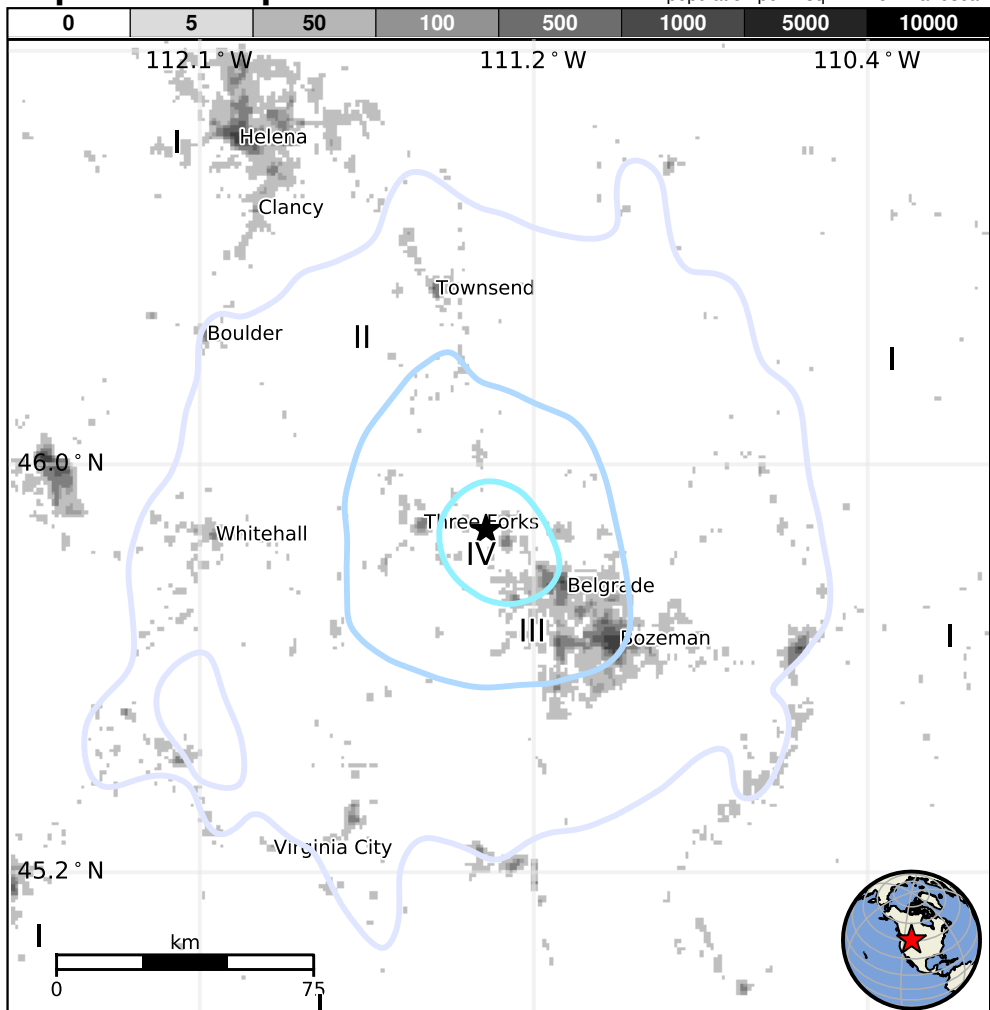 0 5 50 100 500 1000 5000 10000
112.1°W 111.2°W 110.4°W
I
Helena
Clancy
Townsend
Boulder
II
I
46.0°N
Three Forks
Whitehall
IV
Belgrade
III
Bozeman
I
Virginia City
45.2°N
I
km
0 75
I